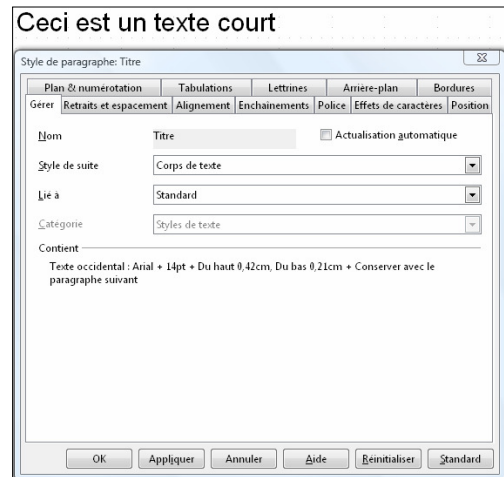 Ceci est un texte court
Style de paragraphe: Titre
Plan & numérotation Tabulations Lettrines Arrière-plan Bordures
Gérer Retraits et espacement Alignement Enchainements Police Effets de caractères Position
Nom Titre Actualisation automatique
Style de suite Corps de texte
Lié à Standard
Catégorie Styles de texte
Contient
Texte occidental : Arial + 14pt + Du haut 0,42cm, Du bas 0,21cm + Conserver avec le
paragraphe suivant
OK Appliquer Annuler Aide Réinitialiser Standard